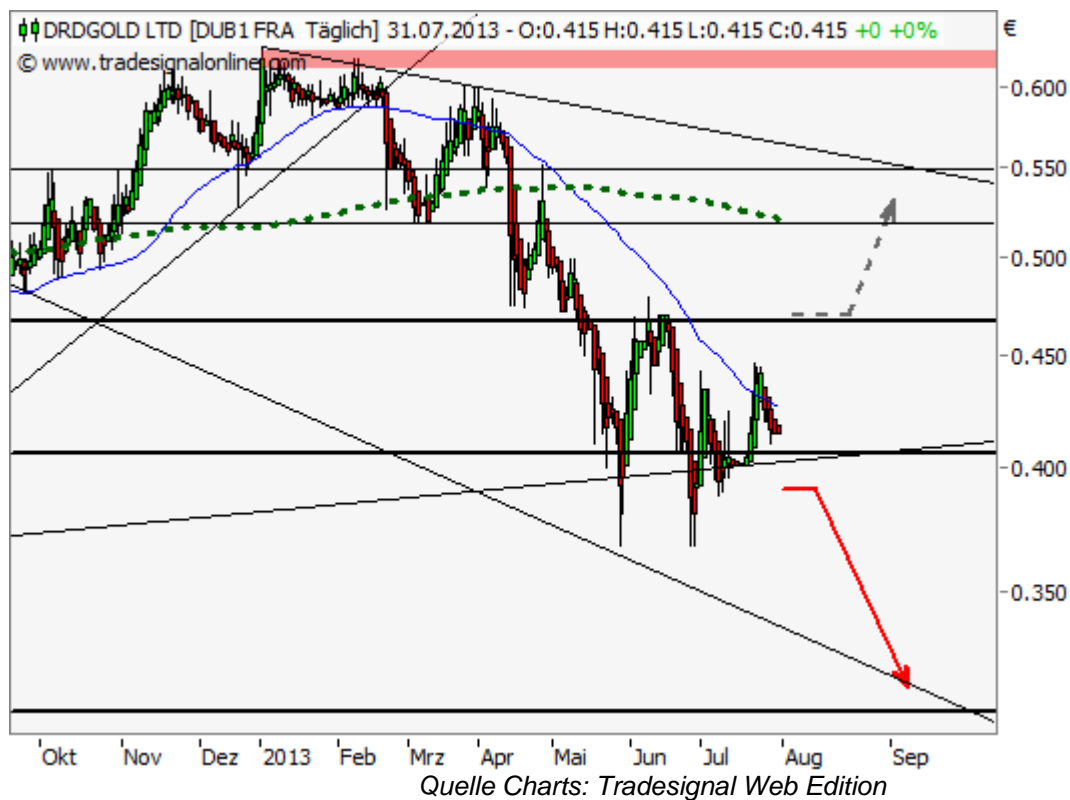 DRDGOLD LTD [DUB1 FRA Täglich] 31.07.2013 - O:0.415 H:0.415 L:0.415 C:0.415 +0 +0%
€
© www.tradesignalonline.com
0.600
0.550
0.500
0.450
0.400
0.350
Okt Nov Dez 2013 Feb Mrz Apr Mai Jun Jul Aug Sep
Quelle Charts: Tradesignal Web Edition